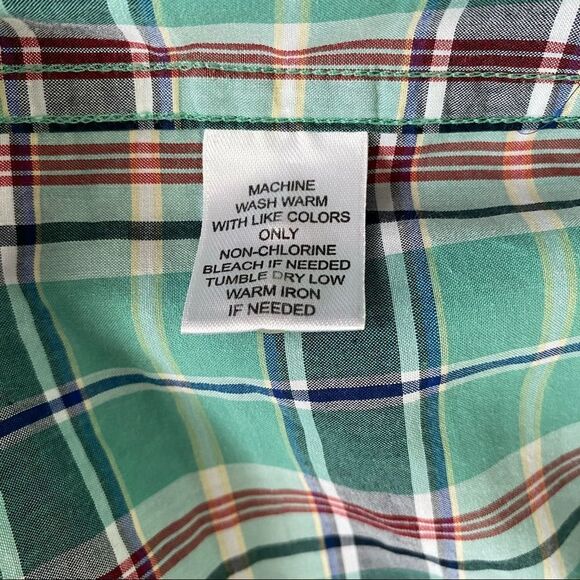 MACHINE
WASH WARM
WITH LIKE COLORS
ONLY
NON-CHLORINE
BLEACH IF NEEDED
TUMBLE DRY LOW
WARM IRON
IF NEEDED